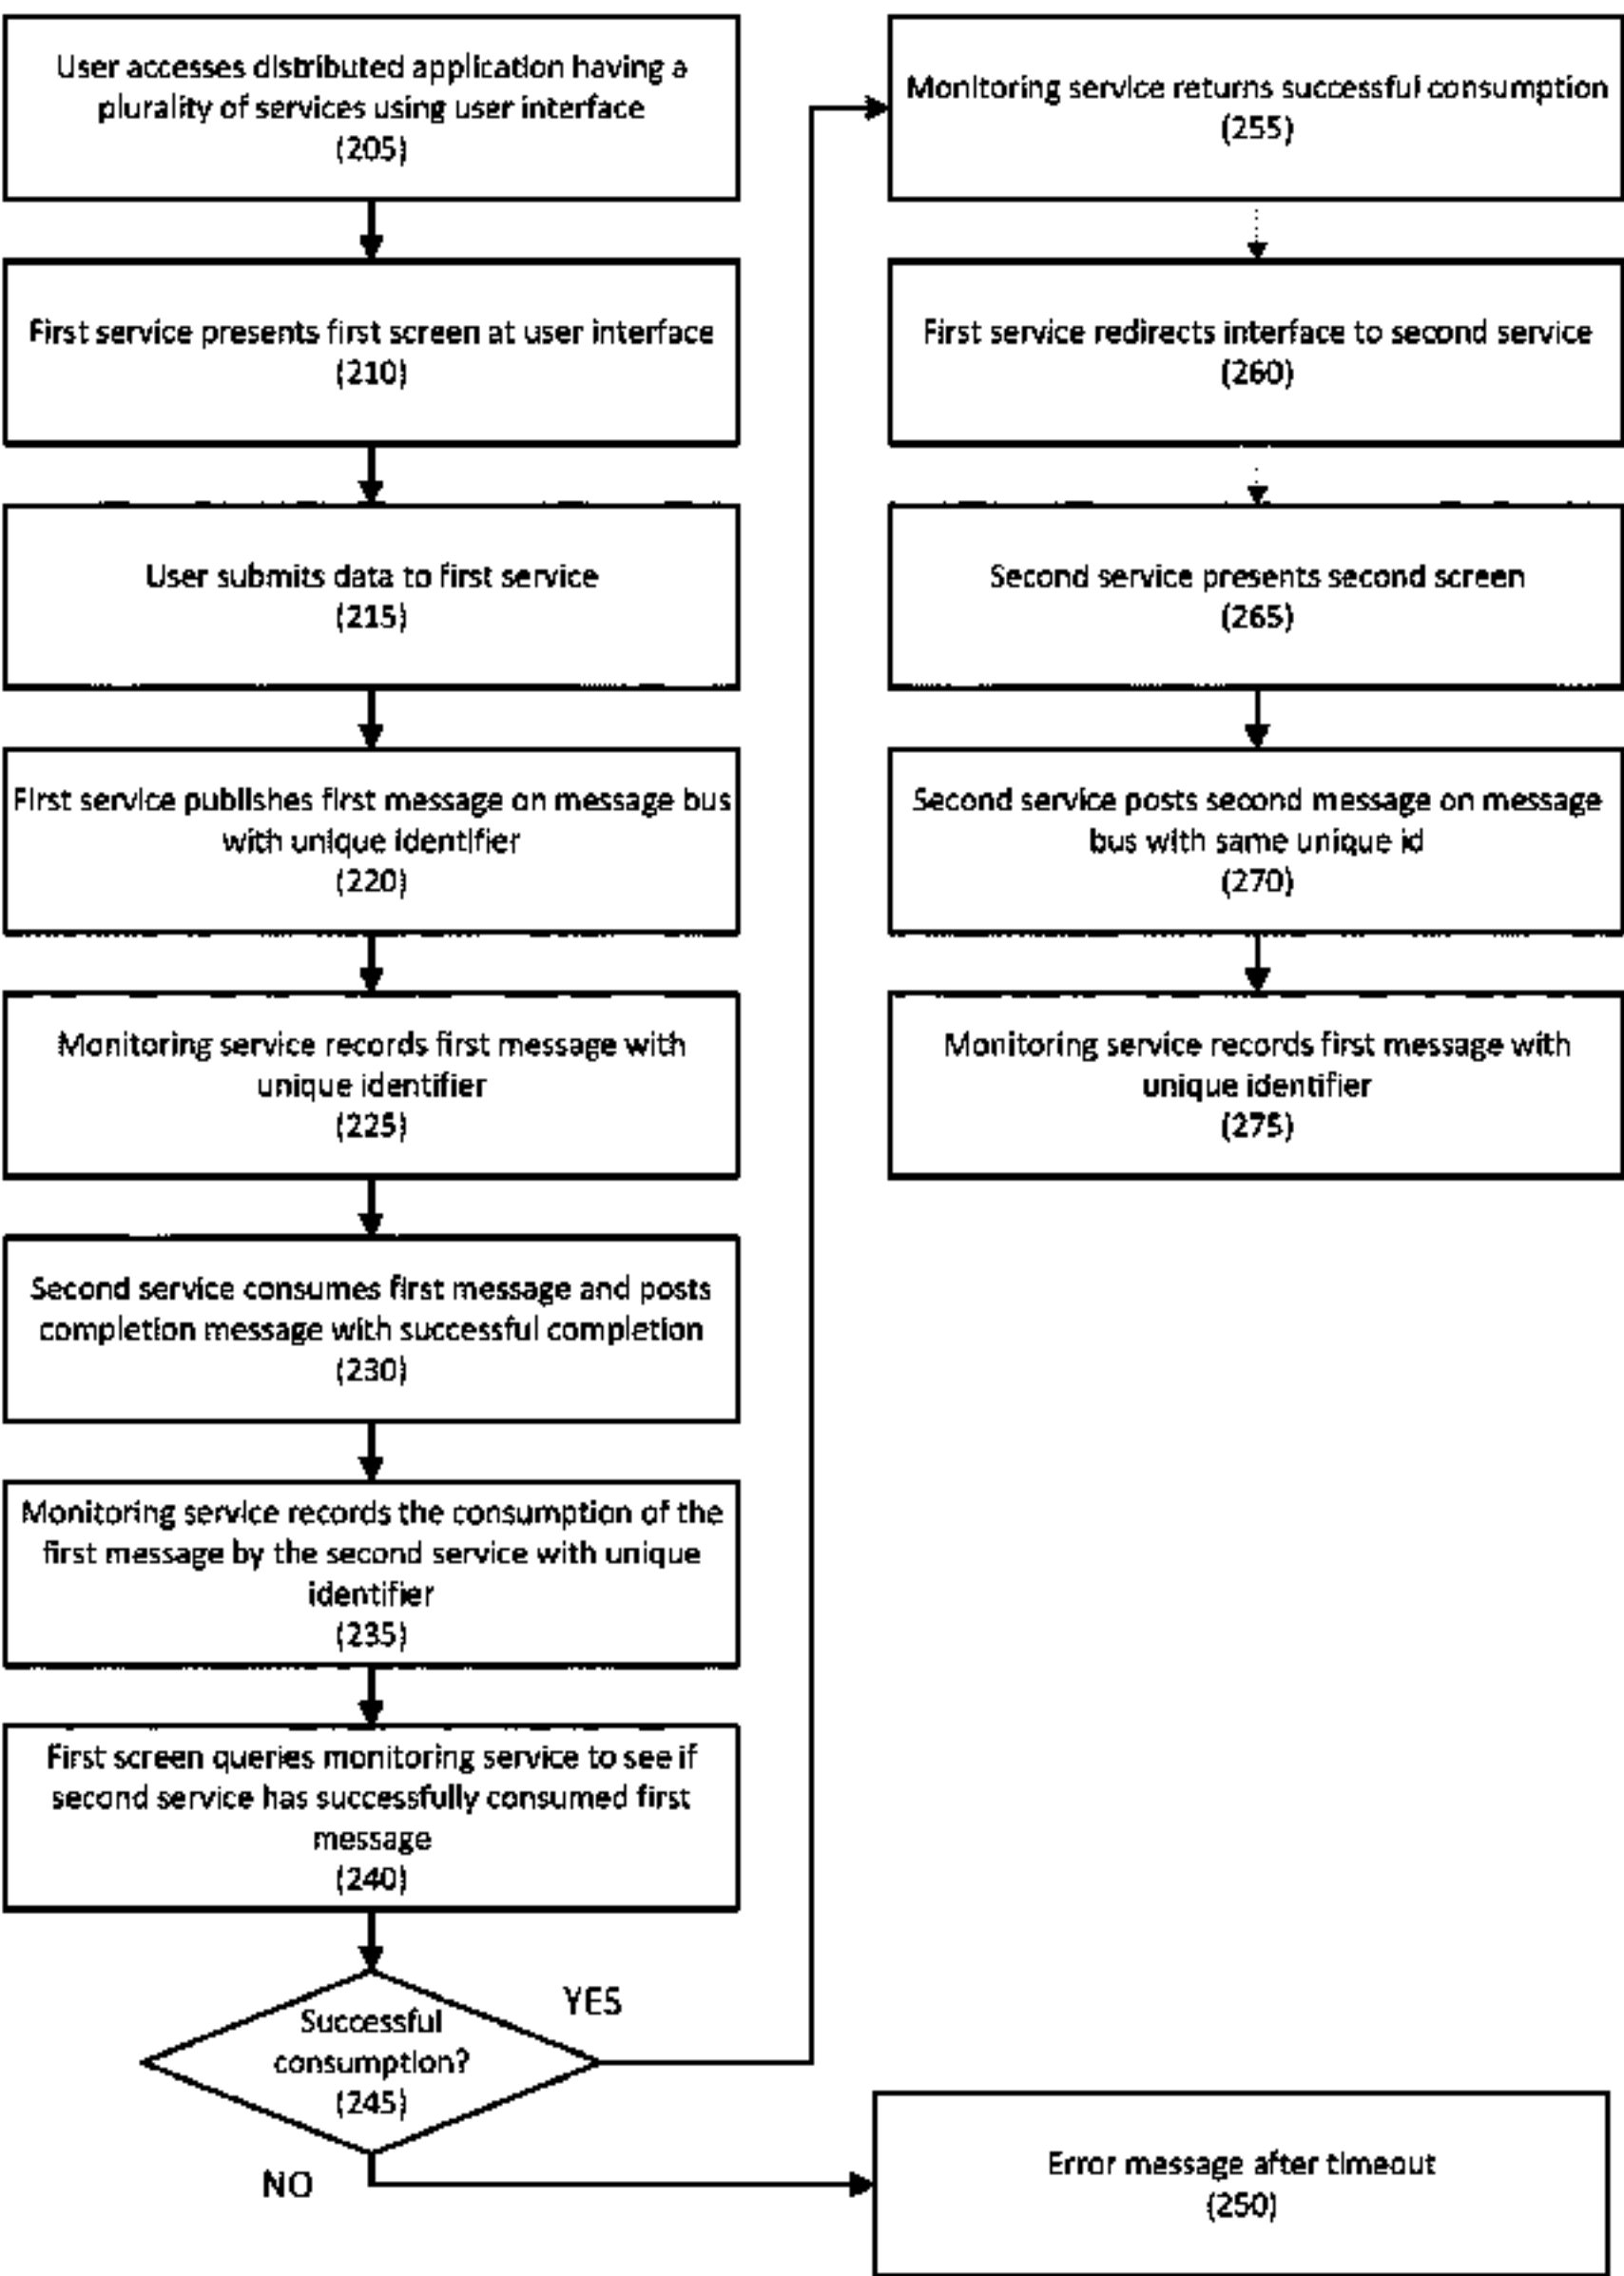 User accesses distributed application having a
plurality of services using user interface
(205)
First service presents first screen at user interface
(210)
User submits data to first service
(215)
First service publishes first message on message bus
with unique identifier
(220)
Monitoring service records first message with
unique identifier
(225)
Second service consumes first message and posts
completion message with successful completion
(230)
Monitoring service records the consumption of the
first message by the second service with unique
identifier
(235)
First screen queries monitoring service to see if
second service has successfully consumed first
message
(240)
Successful
consumption?
(245)
YES
NO
Error message after timeout
(250)
Monitoring service returns successful consumption
(255)
First service redirects interface to second service
(260)
Second service presents second screen
(265)
Second service posts second message on message
bus with same unique id
(270)
Monitoring service records first message with
unique identifier
(275)